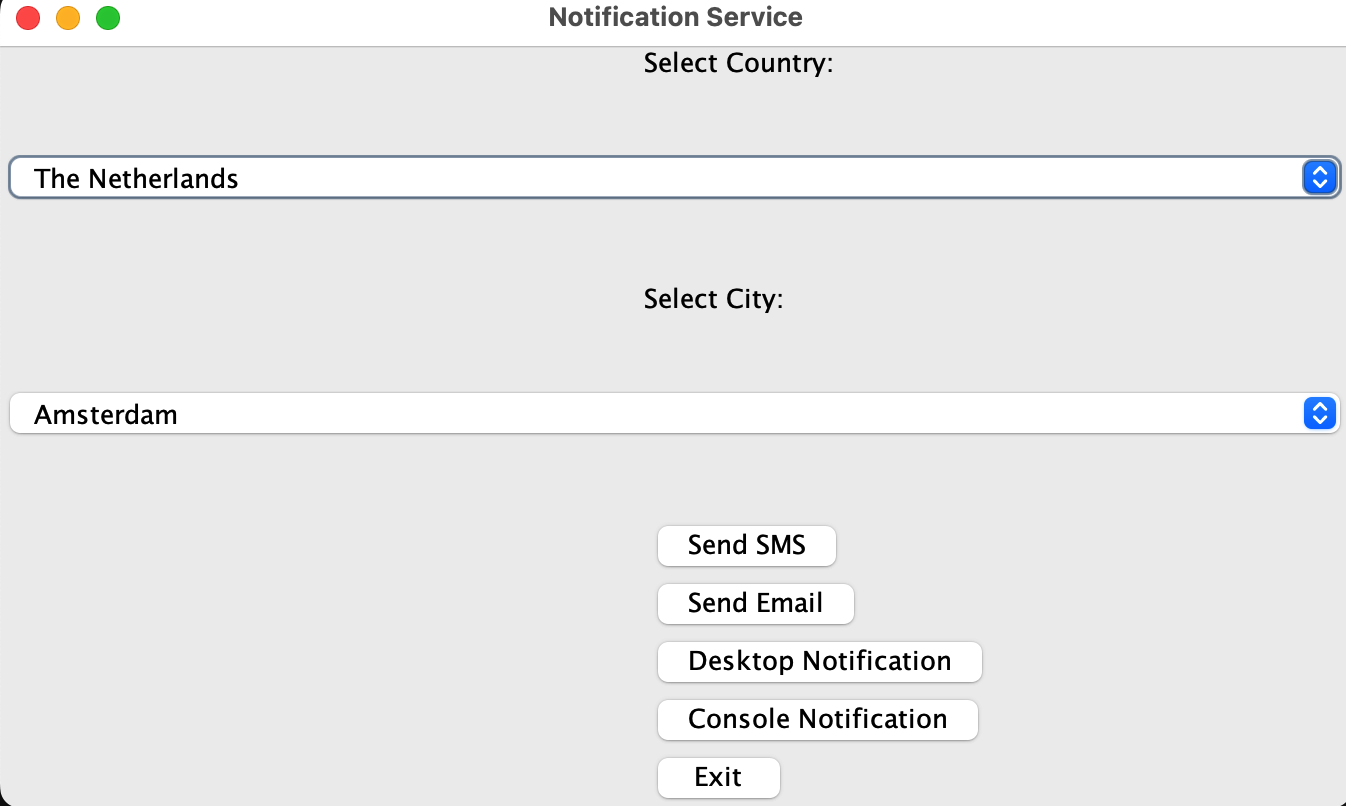 Notification Service
Select Country:
The Netherlands
Select City:
Amsterdam
Send SMS
Send Email
Desktop Notification
Console Notification
Exit